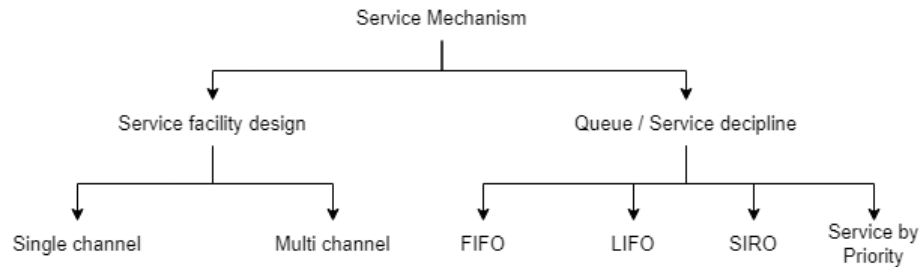 Service Mechanism
Service facility design
Queue / Service decipline
Single channel
Multi channel
FIFO
LIFO
SIRO
Service by
Priority